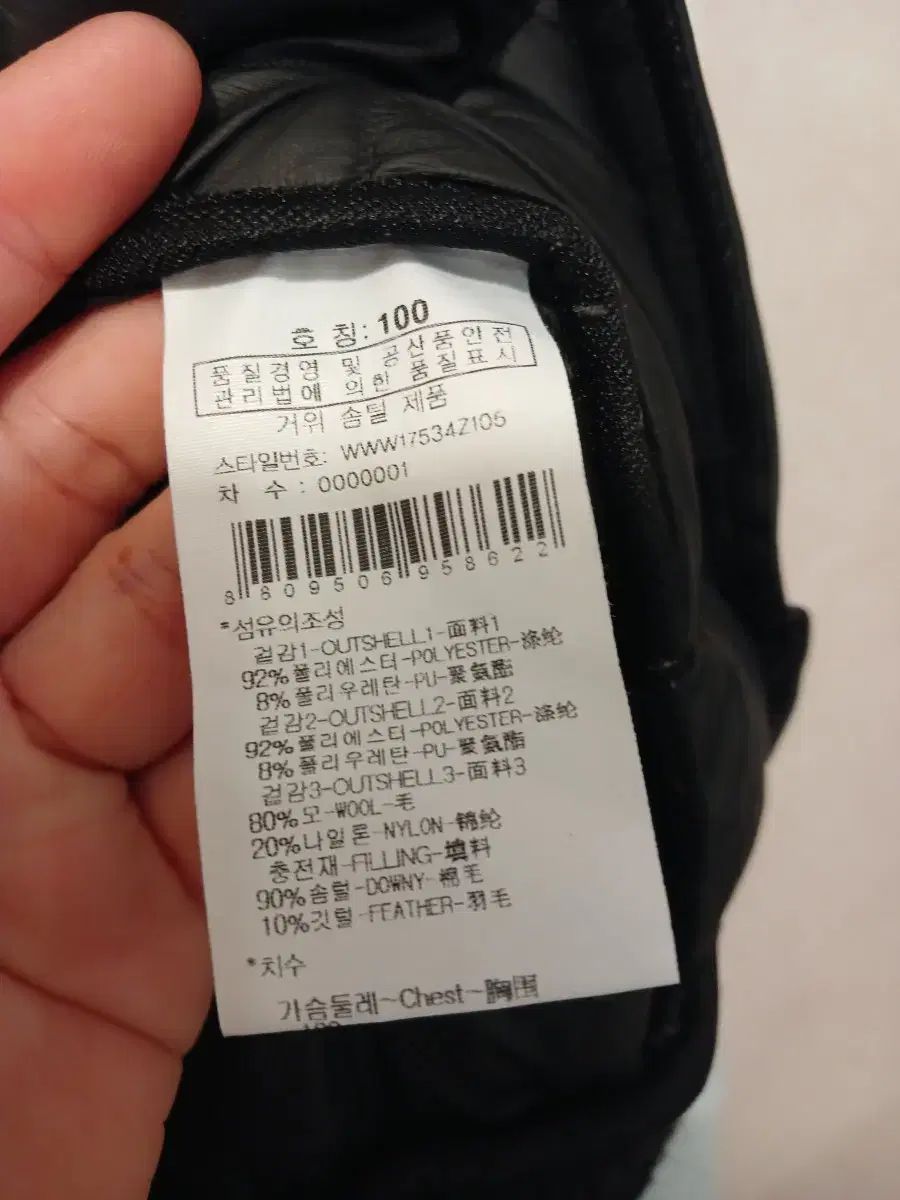 호 칭: 100
품질경영 및 공산품안전
관리법에 의한 품질표시
거위 솜털 제품
스타일번호: WWW17534Z105
차 수 : 0000001
8809506958622
*섬유의조성
겉감1-OUTSHELL1-面料1
92%폴리에스터-POLYESTER-涤纶
8%폴리우레탄-PU-聚氨酯
겉감2-OUTSHELL2-面料2
92%폴리에스터-POLYESTER-涤纶
8%폴리우레탄-PU-聚氨酯
겉감3-OUTSHELL3-面料3
80%모-WOOL-毛
20%나일론-NYLON-锦纶
충전재-FILLING-填料
90%솜털-DOWNY-棉毛
10%깃털-FEATHER-羽毛
*치수
가슴둘레~Chest~胸围